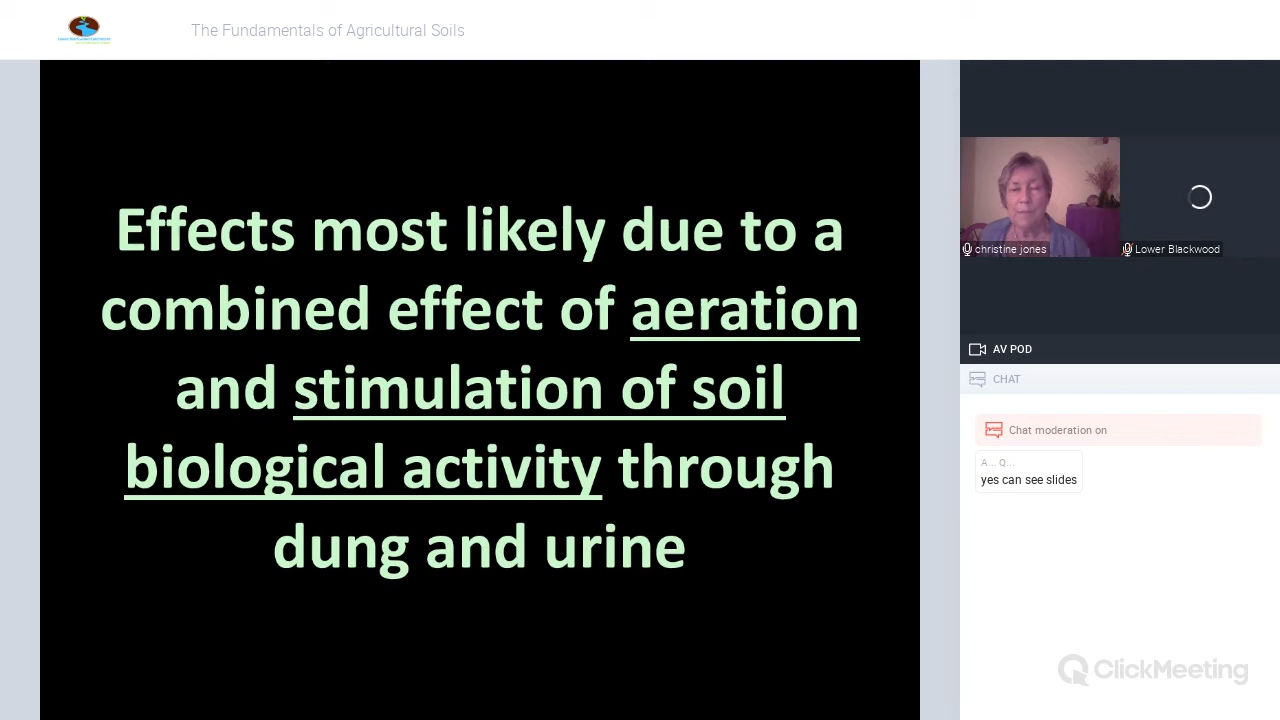 The Fundamentals of Agricultural Soils
Effects most likely due to a
combined effect of aeration
and stimulation of soil
biological activity through
dung and urine
christine jones
Lower Blackwood
AV POD
CHAT
Chat moderation on
A... Q...
yes can see slides
ClickMeeting